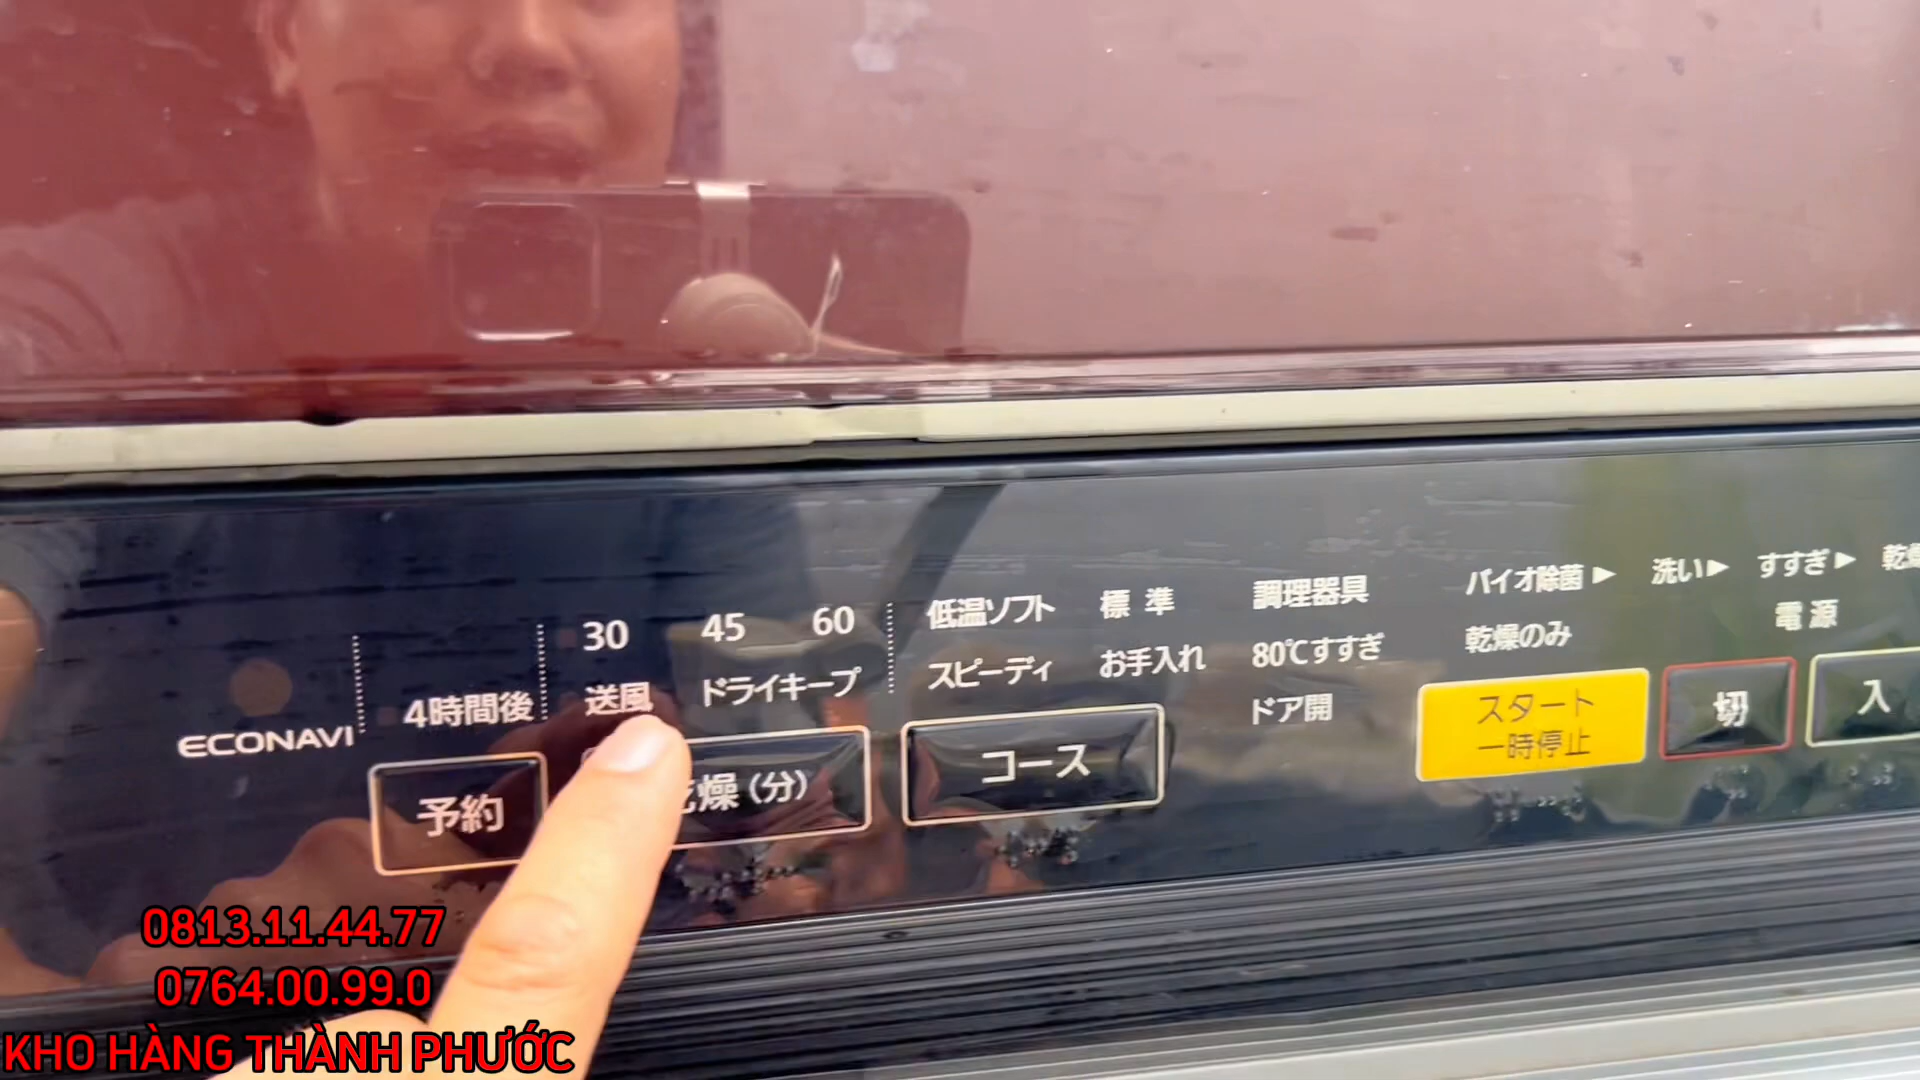 ECONAVI
4時間後
予約
30 45 60
送風 ドライキープ
燥(分)
低温ソフト 標準 調理器具
スピーディ お手入れ 80℃すすぎ
ドア開
コース
バイオ除菌▶ 洗い▶ すすぎ▶ 乾燥
乾燥のみ
電源
スタート
一時停止
切
入
0813.11.44.77
0764.00.99.0
KHO HÀNG THÀNH PHƯỚC